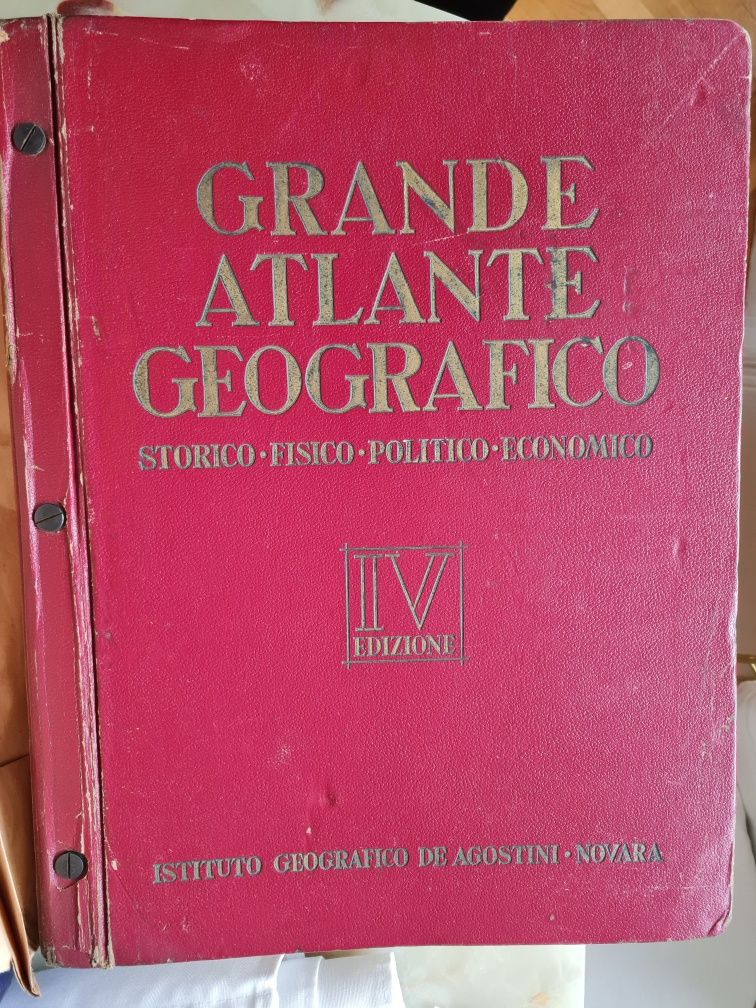 GRANDE
ATLANTE
GEOGRAFICO
STORICO · FISICO · POLITICO · ECONOMICO
IV
EDIZIONE
ISTITUTO GEOGRAFICO DE AGOSTINI · NOVARA